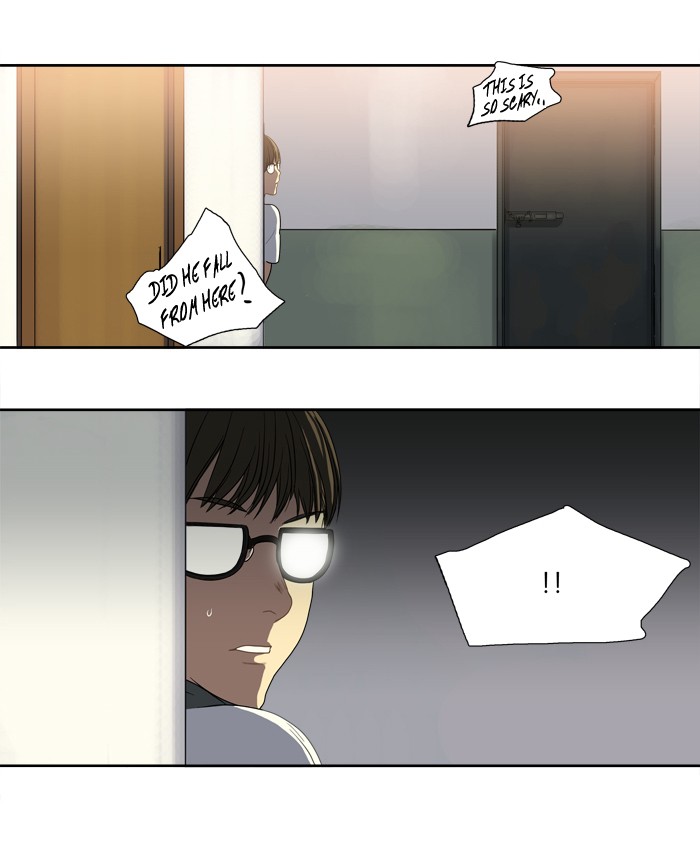 THIS IS
SO SCARY..
DID HE FALL
FROM HERE?
!!